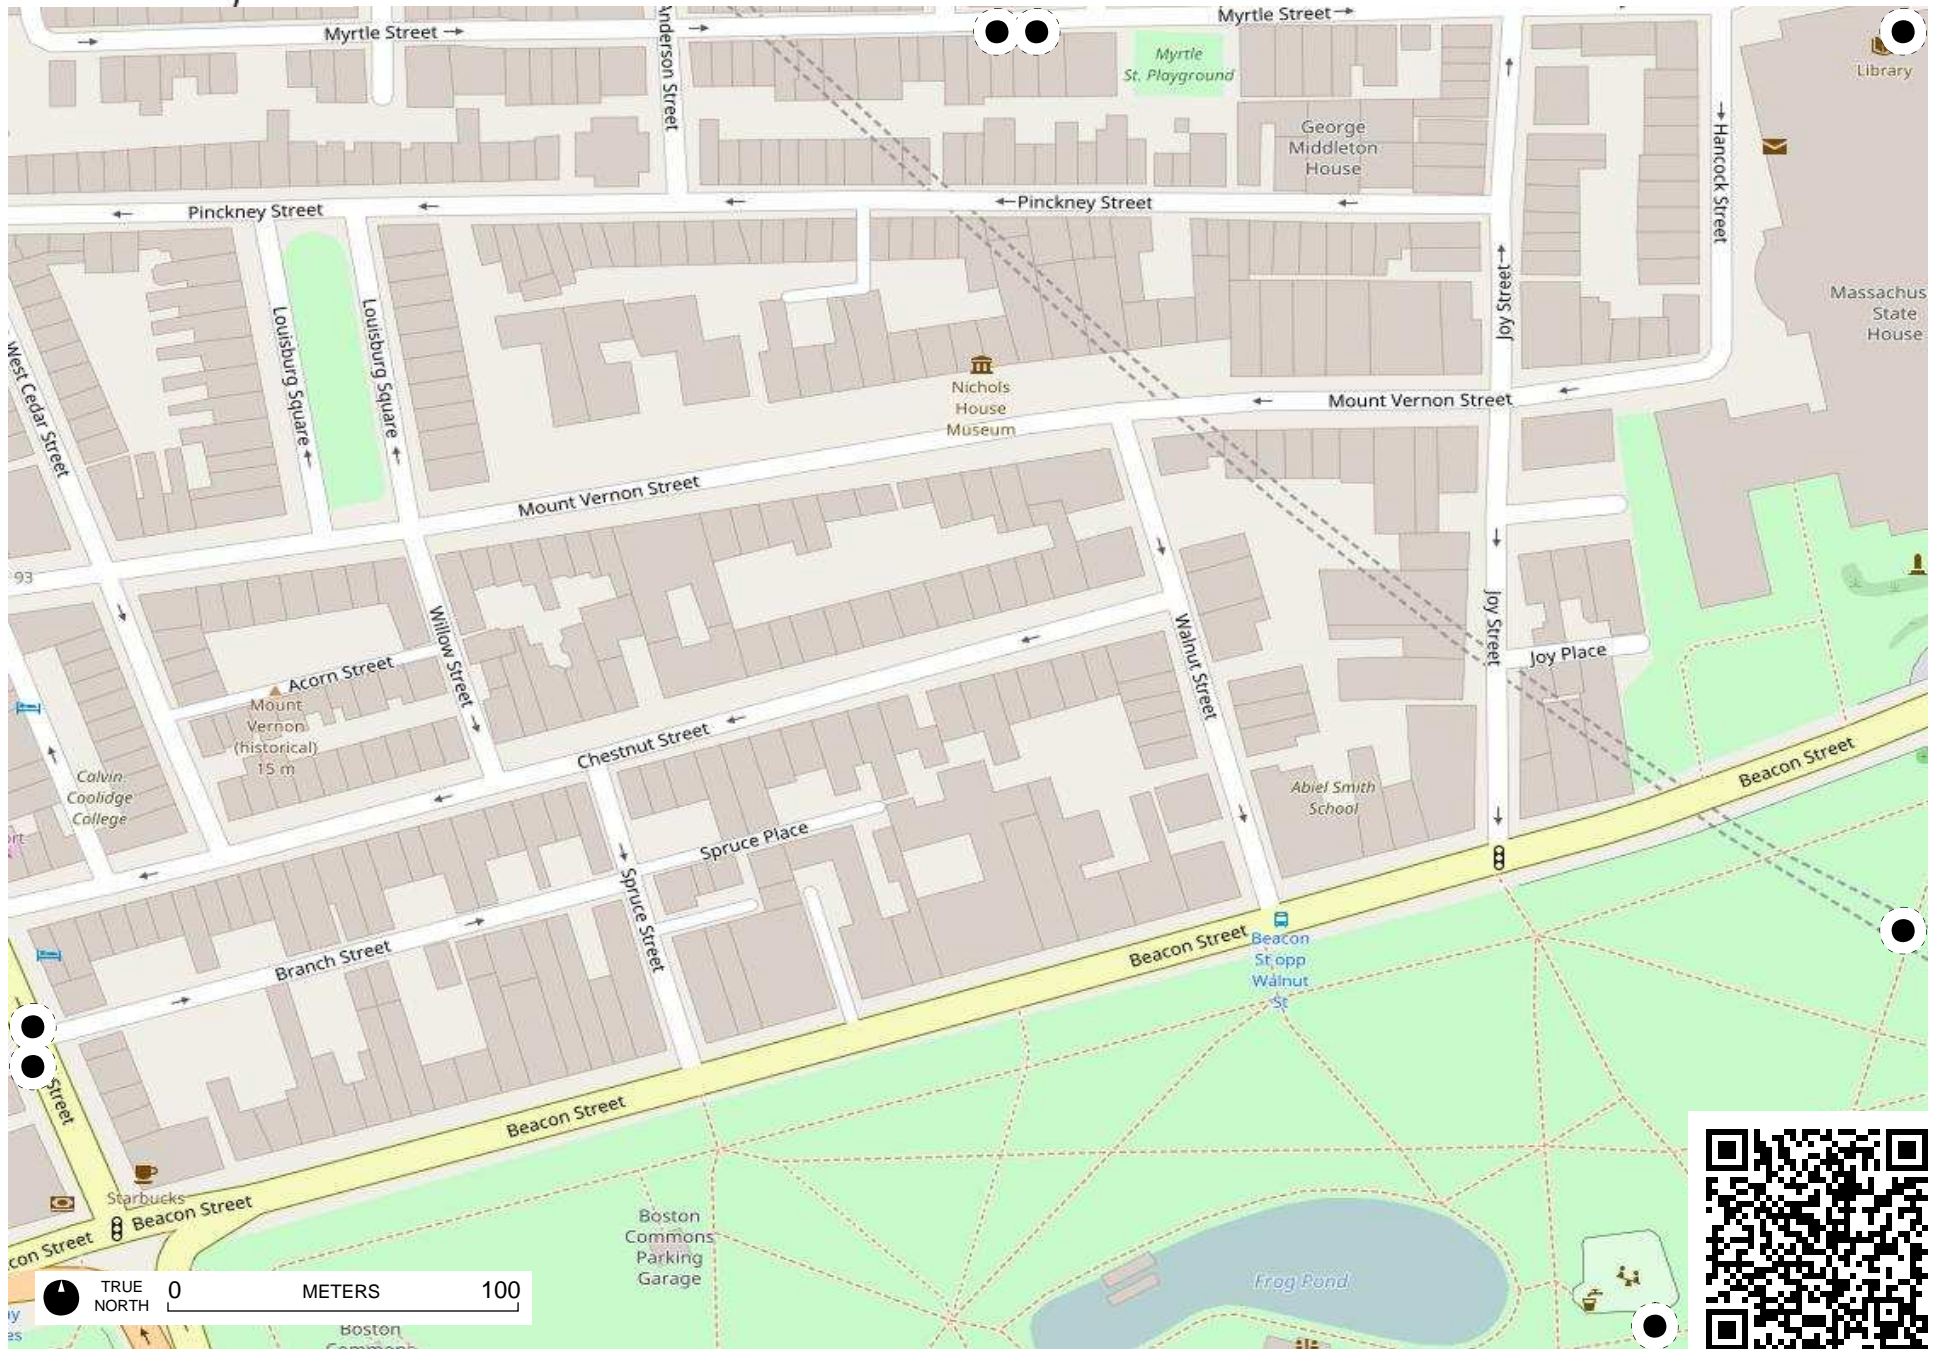 Myrtle Street
Myrtle Street
Anderson Street
Myrtle
St. Playground
Library
George
Middleton
House
Hancock Street
Pinckney Street
Pinckney Street
Louisburg Square
Louisburg Square
West Cedar Street
Joy Street
Massachus
State
House
Nichols
House
Museum
Mount Vernon Street
Mount Vernon Street
93
Willow Street
Acorn Street
Mount
Vernon
(historical)
15 m
Walnut Street
Joy Street
Joy Place
Chestnut Street
Calvin
Coolidge
College
Abiel Smith
School
Beacon Street
ort
Spruce Place
Spruce Street
Branch Street
Beacon Street
Beacon
St opp
Walnut
St
Street
Beacon Street
Starbucks
Beacon Street
con Street
Boston
Commons
Parking
Garage
Frog Pond
TRUE
NORTH
0 METERS 100
ay
es
Boston
Commons